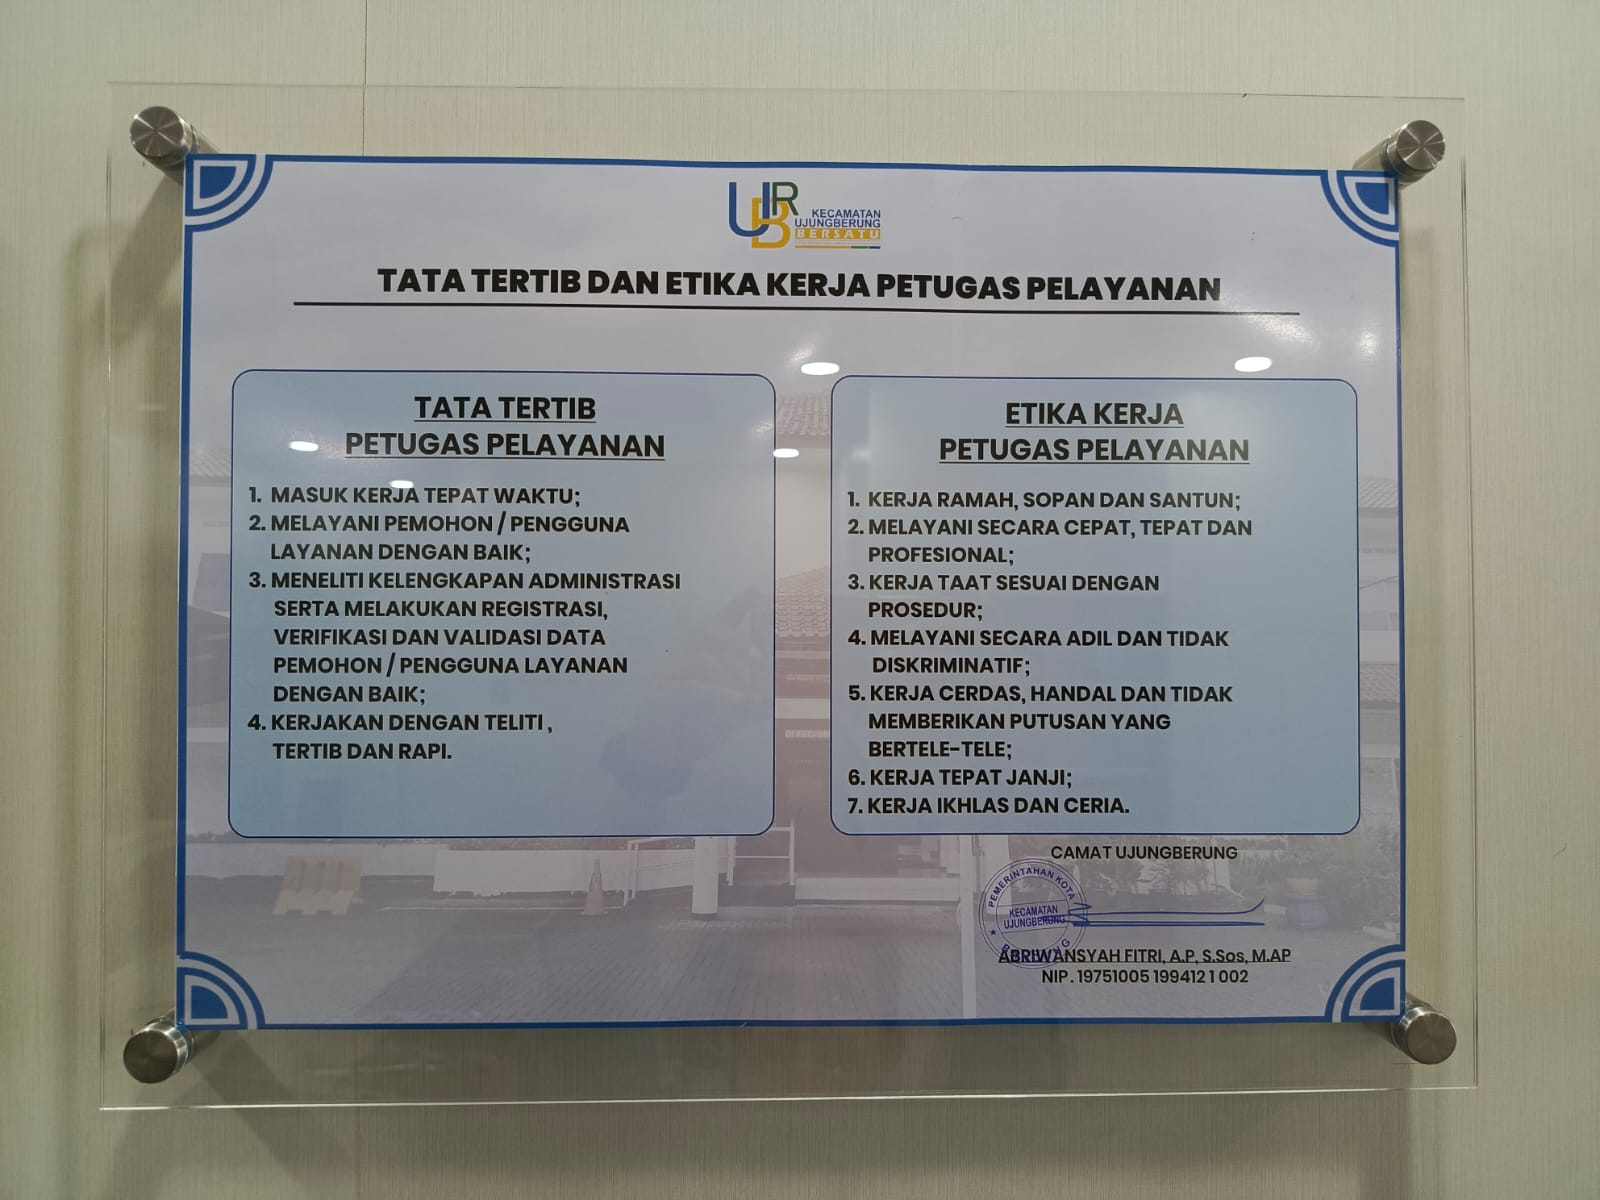 UBR
KECAMATAN
UJUNGBERUNG
BERSATU
TATA TERTIB DAN ETIKA KERJA PETUGAS PELAYANAN
TATA TERTIB
PETUGAS PELAYANAN
1. MASUK KERJA TEPAT WAKTU;
2. MELAYANI PEMOHON / PENGGUNA
LAYANAN DENGAN BAIK;
3. MENELITI KELENGKAPAN ADMINISTRASI
SERTA MELAKUKAN REGISTRASI,
VERIFIKASI DAN VALIDASI DATA
PEMOHON / PENGGUNA LAYANAN
DENGAN BAIK;
4. KERJAKAN DENGAN TELITI ,
TERTIB DAN RAPI.
ETIKA KERJA
PETUGAS PELAYANAN
1. KERJA RAMAH, SOPAN DAN SANTUN;
2. MELAYANI SECARA CEPAT, TEPAT DAN
PROFESIONAL;
3. KERJA TAAT SESUAI DENGAN
PROSEDUR;
4. MELAYANI SECARA ADIL DAN TIDAK
DISKRIMINATIF;
5. KERJA CERDAS, HANDAL DAN TIDAK
MEMBERIKAN PUTUSAN YANG
BERTELE-TELE;
6. KERJA TEPAT JANJI;
7. KERJA IKHLAS DAN CERIA.
CAMAT UJUNGBERUNG
PEMERINTAHAN KOTA
KECAMATAN
UJUNGBERUNG
BANDUNG
ABRIWANSYAH FITRI, A.P, S.Sos, M.AP
NIP. 19751005 199412 1 002